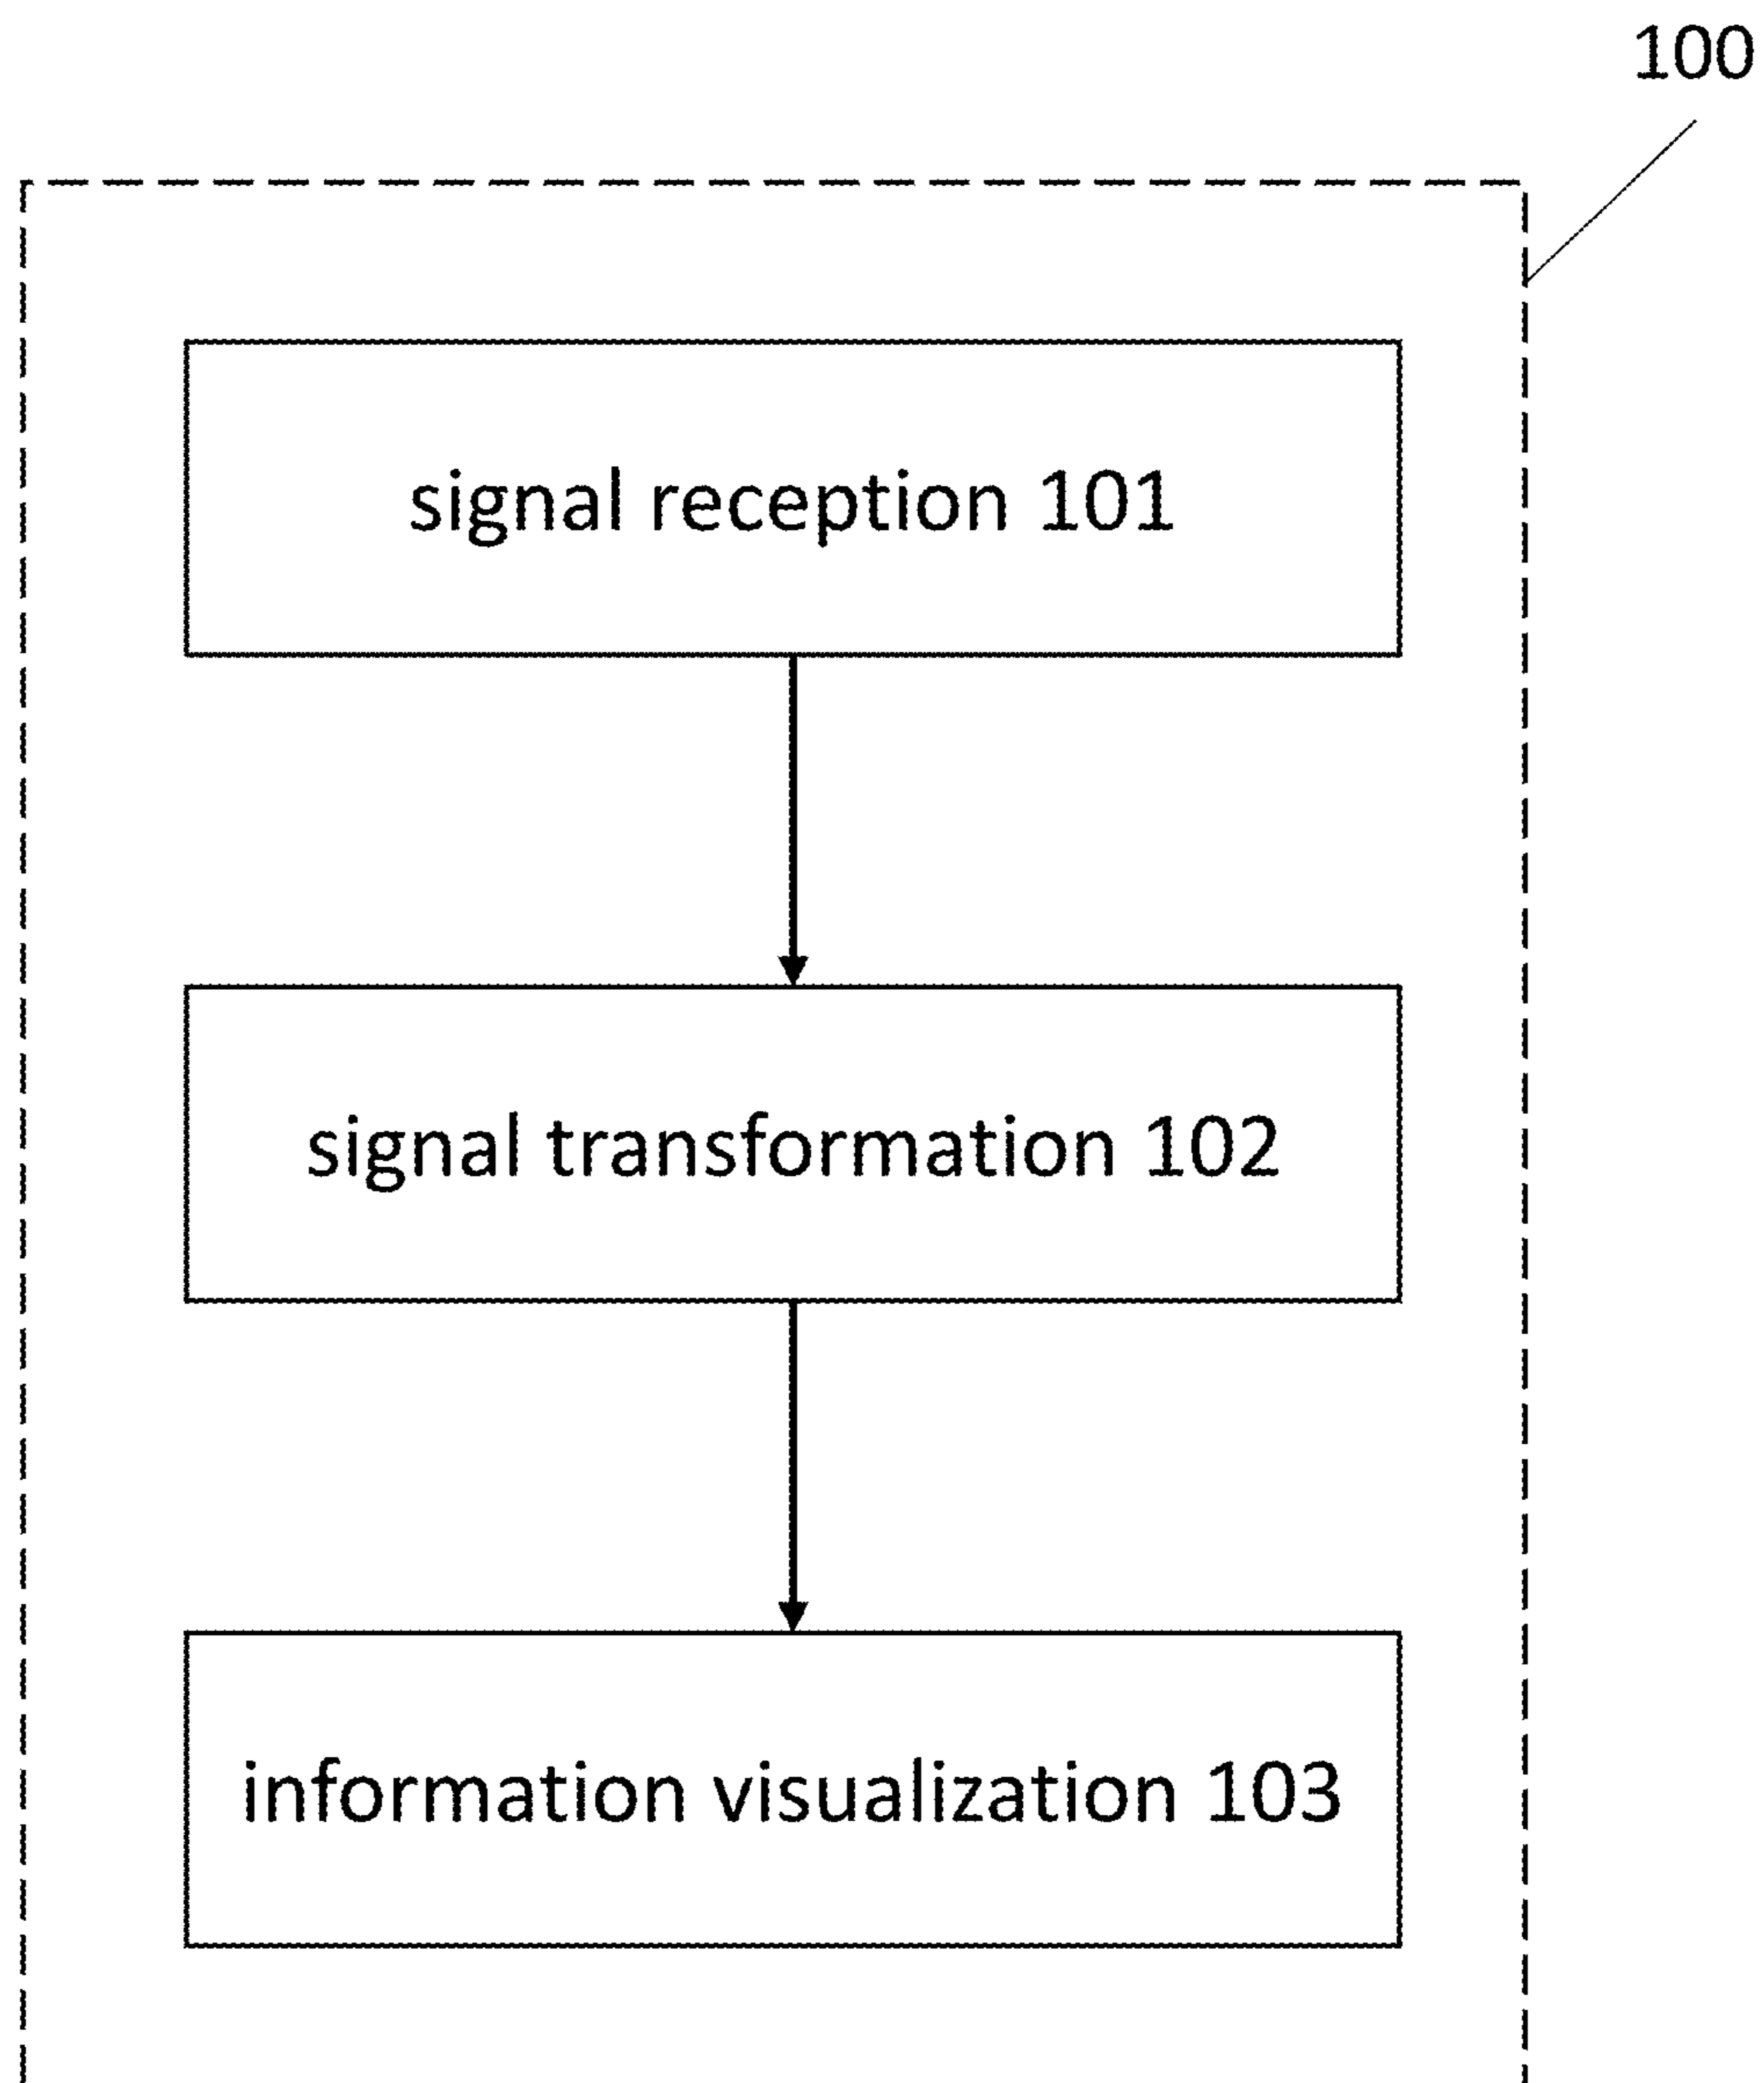 100
signal reception 101
signal transformation 102
information visualization 103